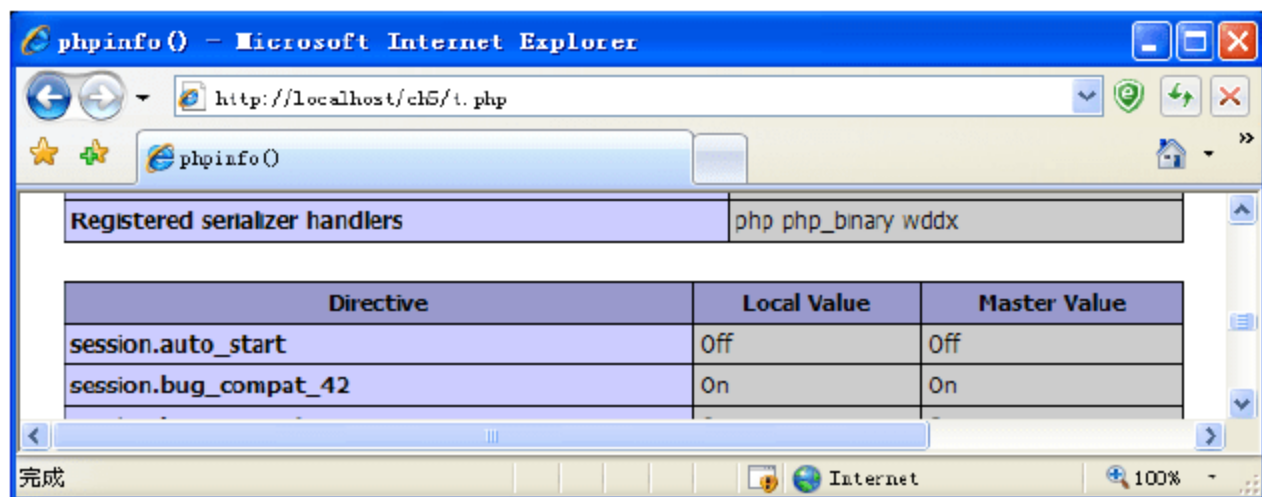 phpinfo() - Microsoft Internet Explorer
http://localhost/ch5/i.php
phpinfo()
Registered serializer handlers php php_binary wddx
Directive Local Value Master Value
session.auto_start Off Off
session.bug_compat_42 On On
完成 Internet 100%